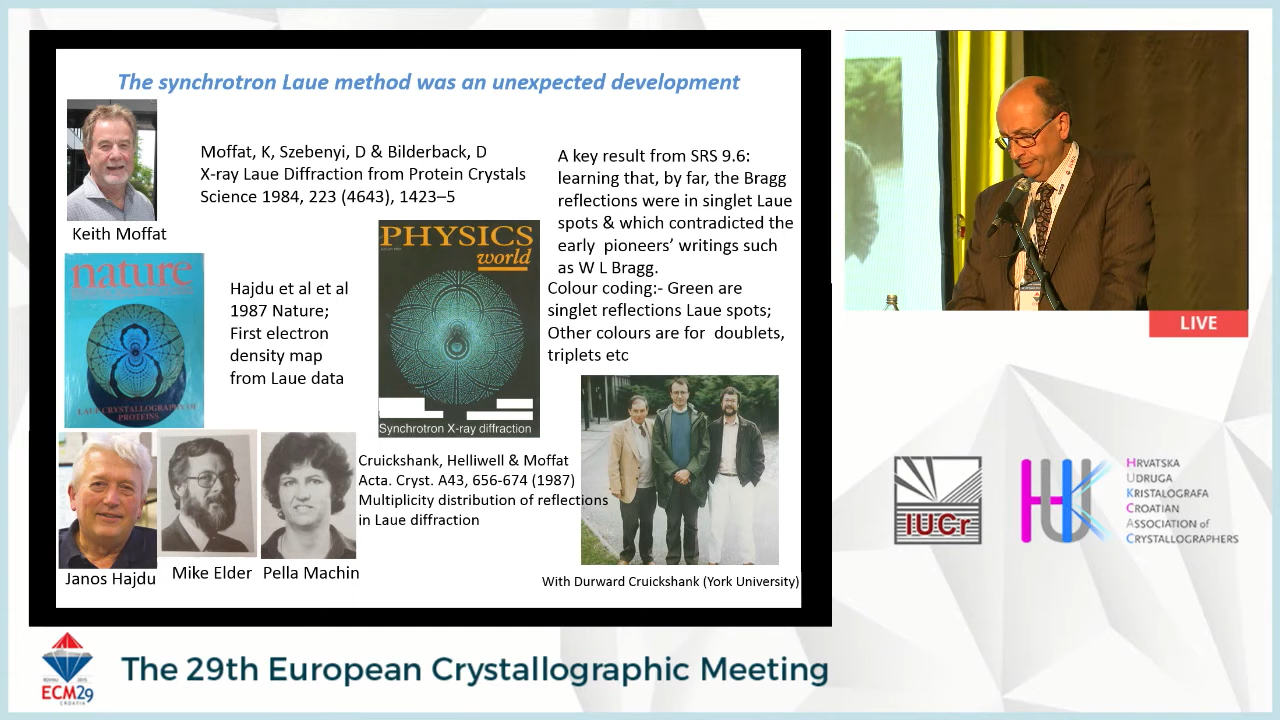 The synchrotron Laue method was an unexpected development
Moffat, K, Szebenyi, D & Bilderback, D
X-ray Laue Diffraction from Protein Crystals
Science 1984, 223 (4643), 1423–5
Keith Moffat
A key result from SRS 9.6:
learning that, by far, the Bragg
reflections were in singlet Laue
spots & which contradicted the
early pioneers’ writings such
as W L Bragg.
Colour coding:- Green are
singlet reflections Laue spots;
Other colours are for doublets,
triplets etc
nature
LAUE CRYSTALLOGRAPHY OF
PROTEINS
Hajdu et al et al
1987 Nature;
First electron
density map
from Laue data
PHYSICS
world
Synchrotron X-ray diffraction
Cruickshank, Helliwell & Moffat
Acta. Cryst. A43, 656-674 (1987)
Multiplicity distribution of reflections
in Laue diffraction
Janos Hajdu
Mike Elder
Pella Machin
With Durward Cruickshank (York University)
LIVE
IUCr
HUK
HRVATSKA
UDRUGA
KRISTALOGRAFA
CROATIAN
ASSOCIATION of
CRYSTALLOGRAPHERS
ECM29
CROATIA
The 29th European Crystallographic Meeting